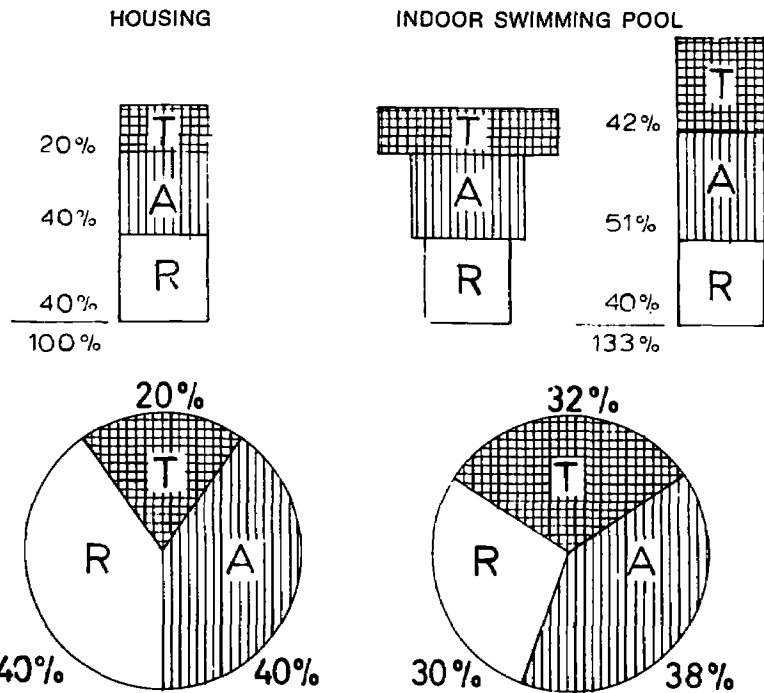 HOUSING
20%
40%
40%
100%
T
A
R
INDOOR SWIMMING POOL
T
A
R
42%
51%
40%
133%
T
A
R
20%
T
R A
40% 40%
32%
T
R A
30% 38%